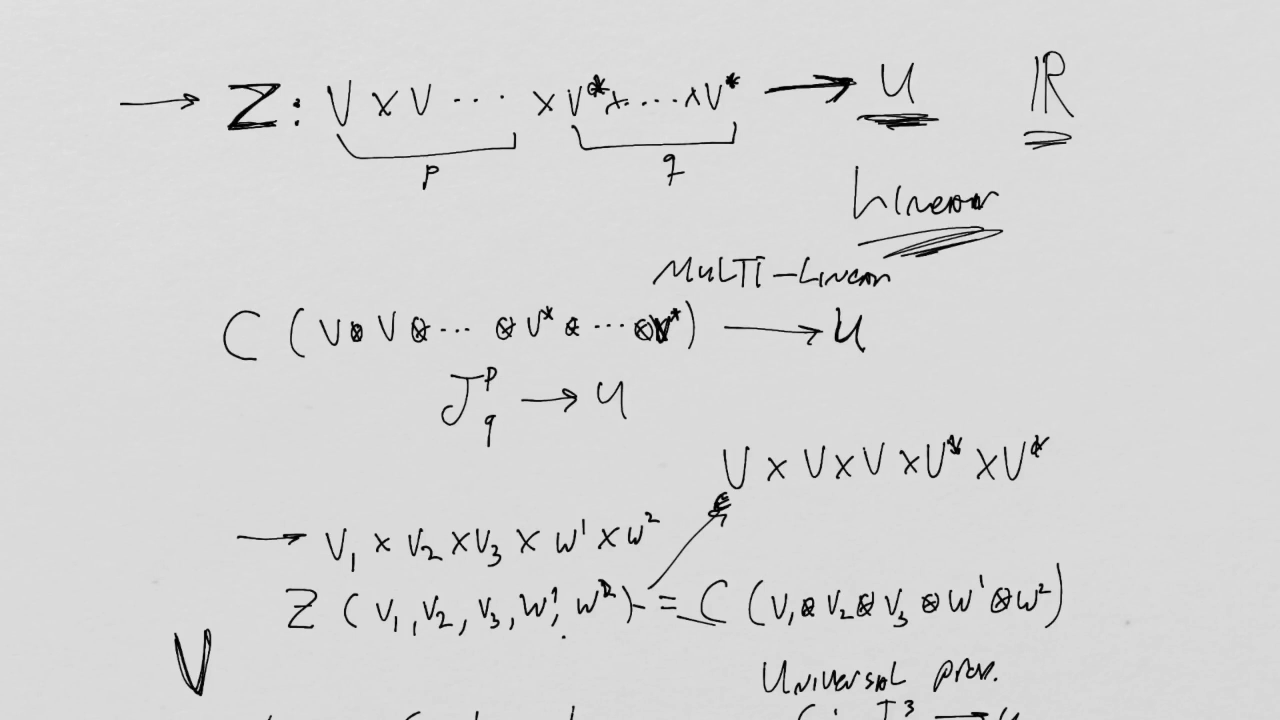 → Z: V × V ··· × V* × ··· × V* → U ℝ
p q
Linear
MULTI-Linear
C (V ⊗ V ⊗ ··· ⊗ V* ⊗ ··· ⊗ V*) → U
J^p_q → U
V × V × V × V* × V*
→ V₁ × V₂ × V₃ × W¹ × W²
Z (V₁, V₂, V₃, W¹, W²) = C (V₁ ⊗ V₂ ⊗ V₃ ⊗ W¹ ⊗ W²)
V
UNIVERSAL prop.